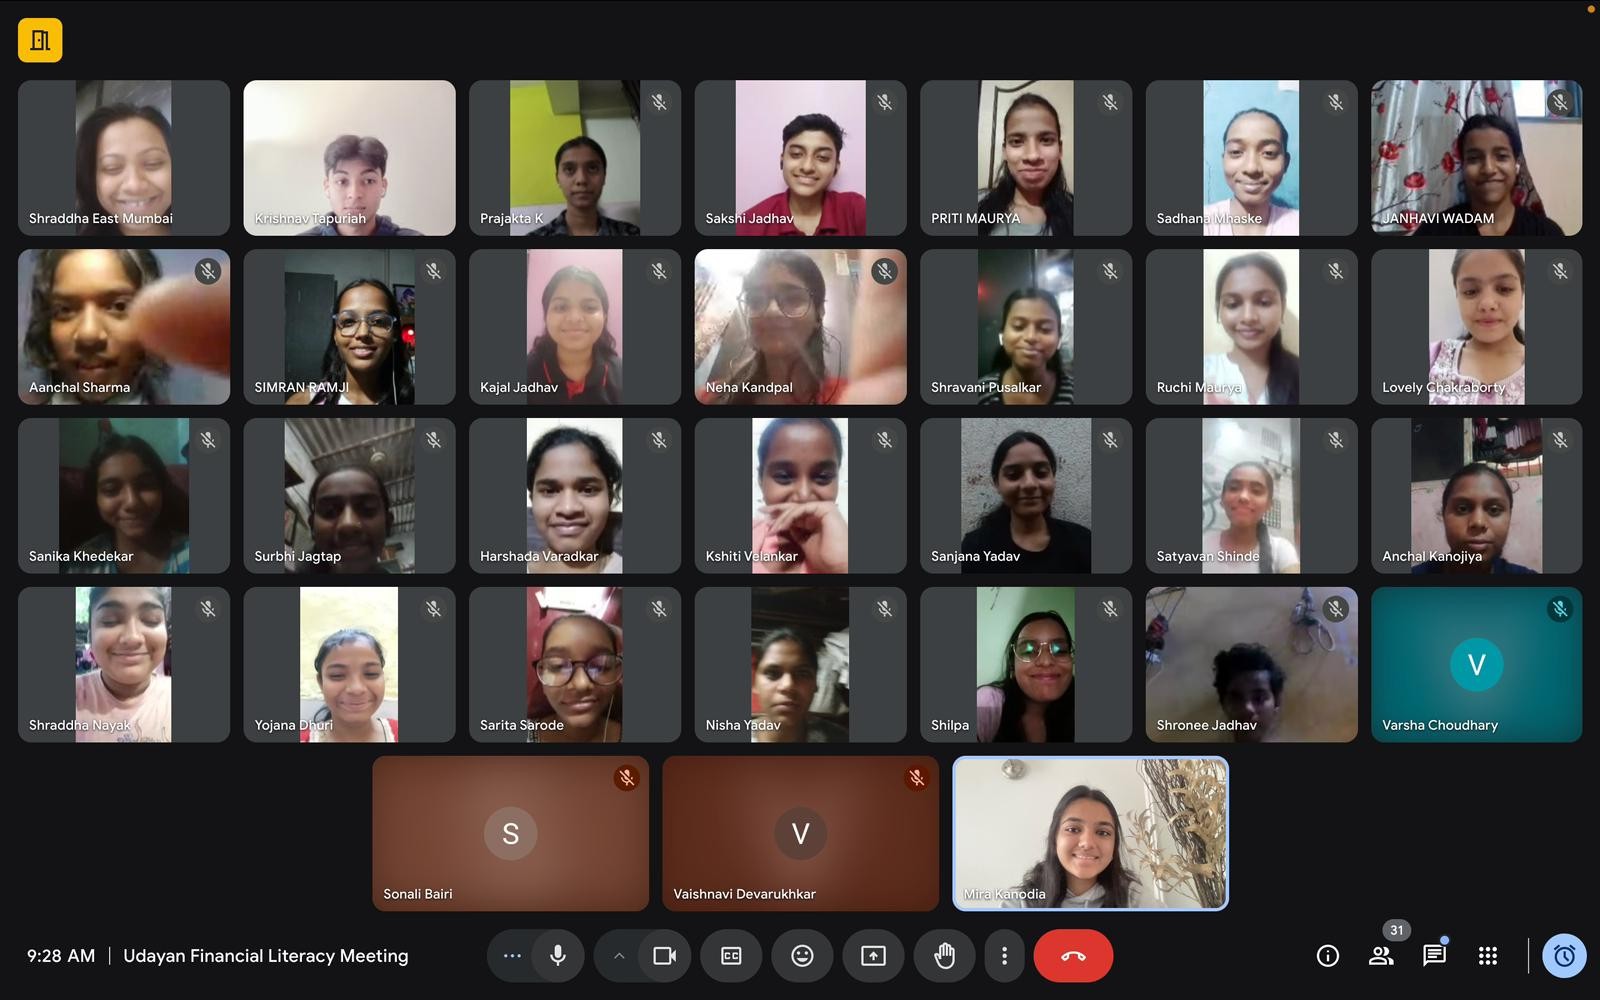 Shraddha East Mumbai
Krishnav Tapuriah
Prajakta K
Sakshi Jadhav
PRITI MAURYA
Sadhana Mhaske
JANHAVI WADAM
Aanchal Sharma
SIMRAN RAMJI
Kajal Jadhav
Neha Kandpal
Shravani Pusalkar
Ruchi Maurya
Lovely Chakraborty
Sanika Khedekar
Surbhi Jagtap
Harshada Varadkar
Kshiti Velankar
Sanjana Yadav
Satyavan Shinde
Anchal Kanojiya
Shraddha Nayak
Yojana Dhuri
Sarita Sarode
Nisha Yadav
Shilpa
Shronee Jadhav
V
Varsha Choudhary
S
Sonali Bairi
V
Vaishnavi Devarukhkar
Mira Kanodia
9:28 AM | Udayan Financial Literacy Meeting
CC
31